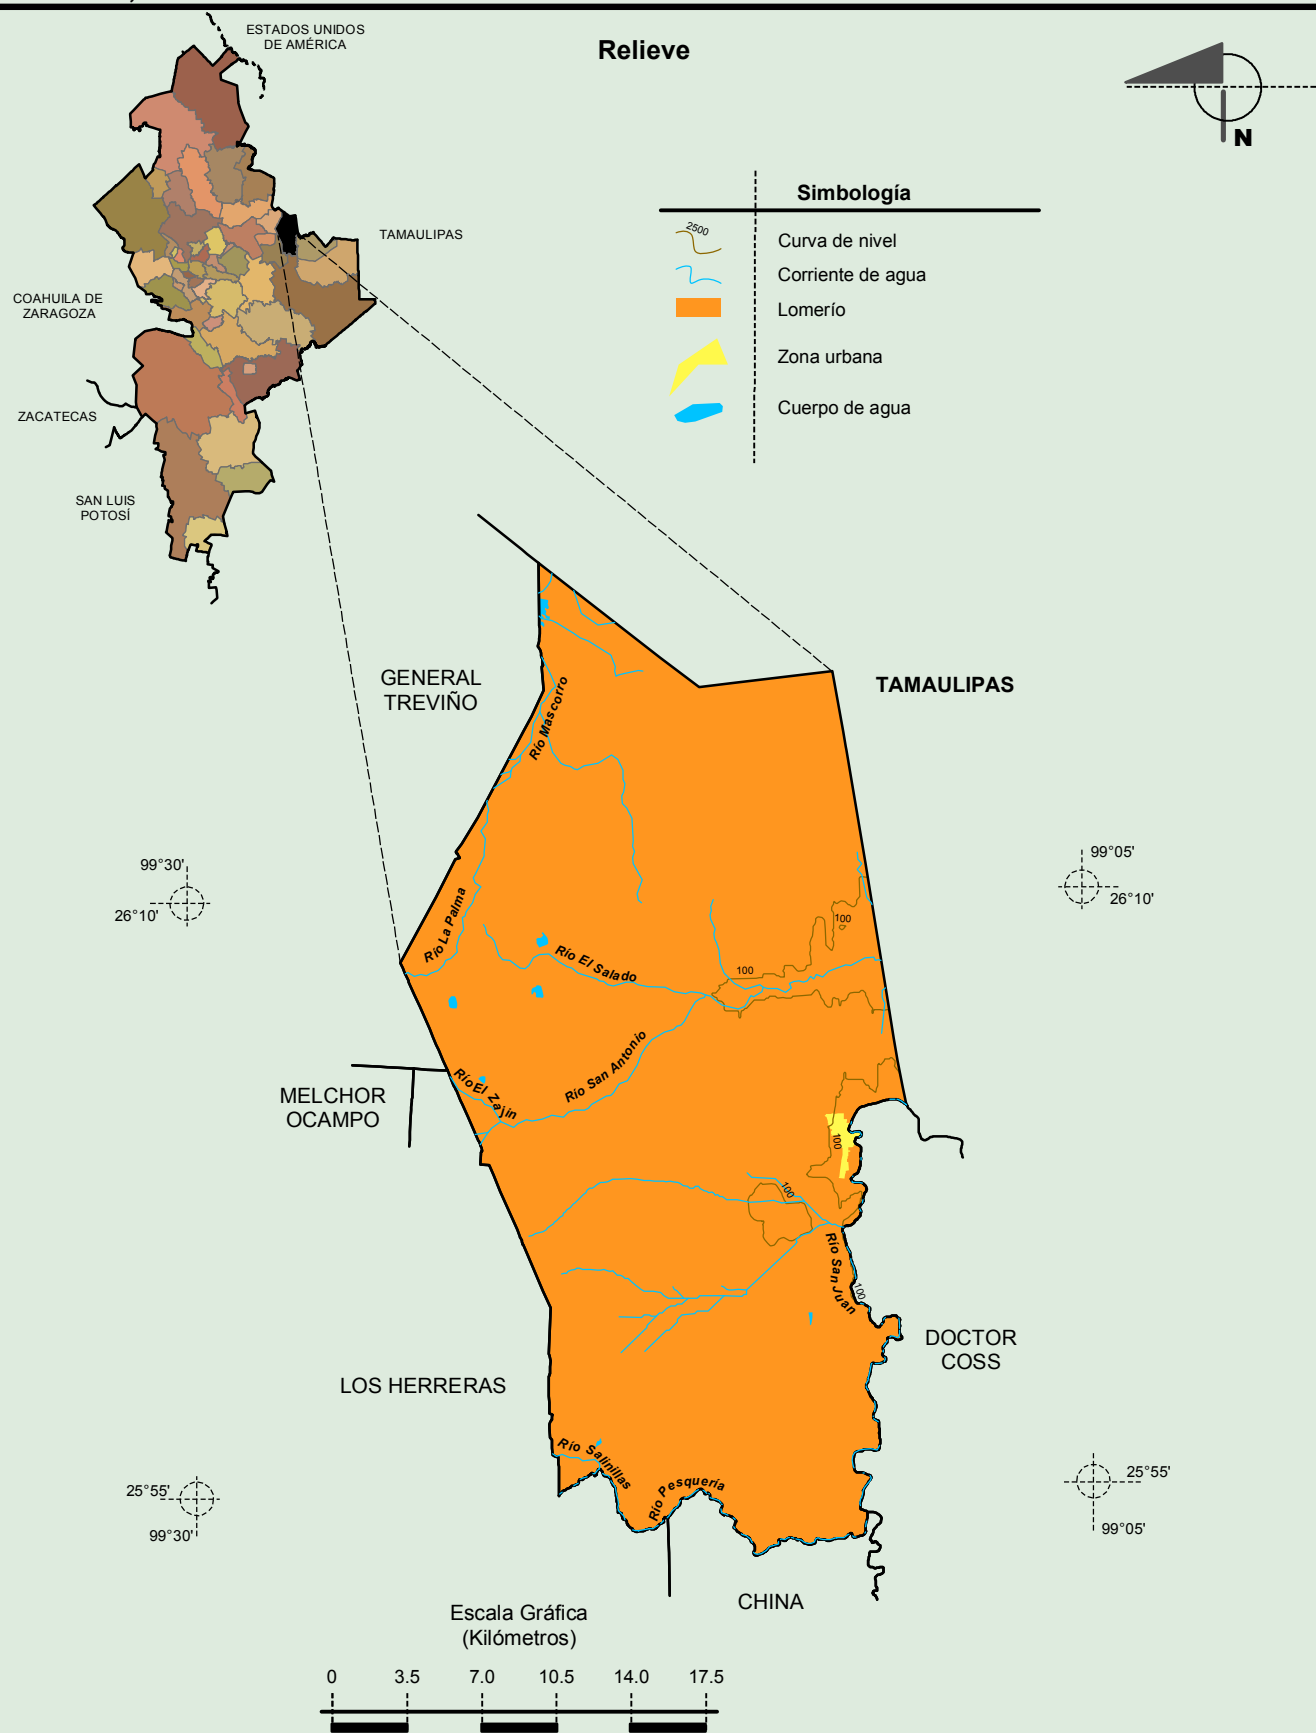 ESTADOS UNIDOS
DE AMÉRICA
Relieve
N
Simbología
2500
Curva de nivel
Corriente de agua
Lomerío
Zona urbana
Cuerpo de agua
TAMAULIPAS
COAHUILA DE
ZARAGOZA
ZACATECAS
SAN LUIS
POTOSÍ
GENERAL
TREVIÑO
TAMAULIPAS
Río Mascorro
99°30'
26°10'
99°05'
26°10'
Río La Palma
100
Río El Salado
100
Río San Antonio
Río El Zajin
MELCHOR
OCAMPO
100
100
Río San Juan
100
DOCTOR
COSS
LOS HERRERAS
Río Salinillas
Río Pesquería
25°55'
99°30'
25°55'
99°05'
CHINA
Escala Gráfica
(Kilómetros)
0 3.5 7.0 10.5 14.0 17.5